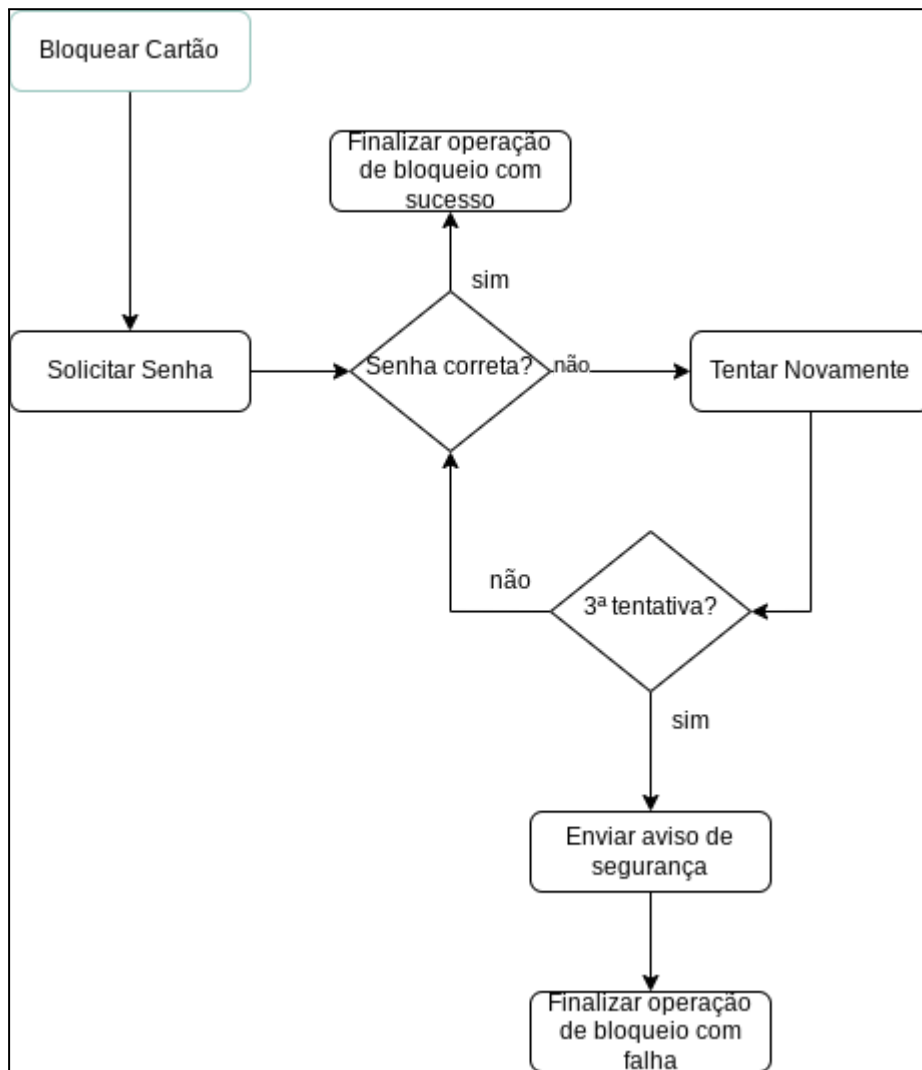 Bloquear Cartão
Finalizar operação
de bloqueio com
sucesso
sim
Solicitar Senha
Senha correta?
não
Tentar Novamente
não
3ª tentativa?
sim
Enviar aviso de
segurança
Finalizar operação
de bloqueio com
falha